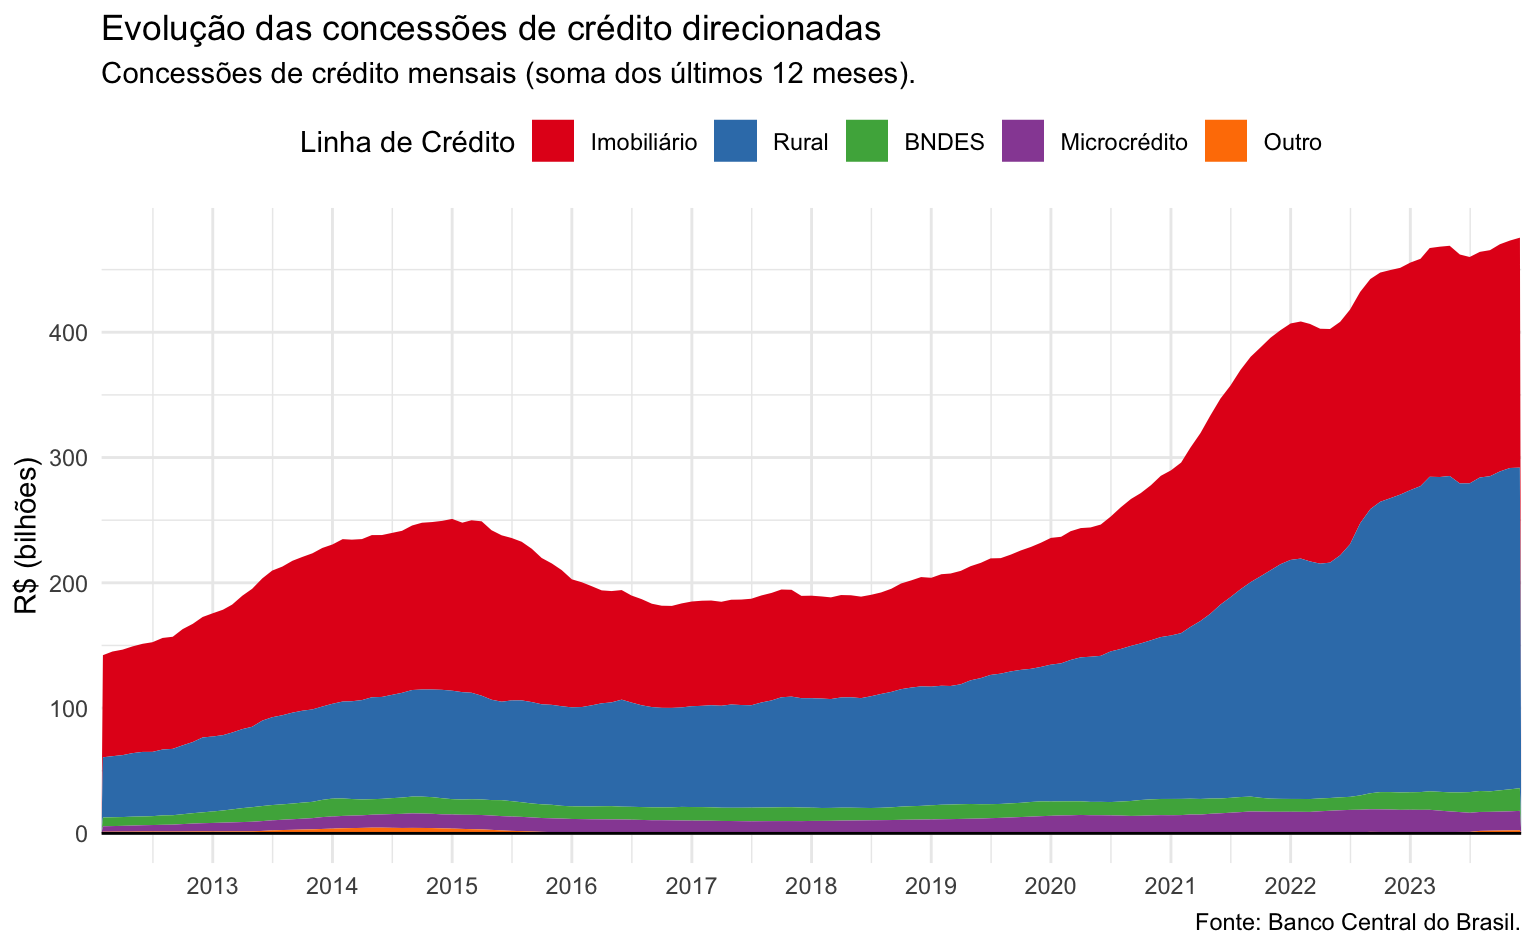 Evolução das concessões de crédito direcionadas
Concessões de crédito mensais (soma dos últimos 12 meses).
Linha de Crédito Imobiliário Rural BNDES Microcrédito Outro
R$ (bilhões)
400
300
200
100
0
2013 2014 2015 2016 2017 2018 2019 2020 2021 2022 2023
Fonte: Banco Central do Brasil.